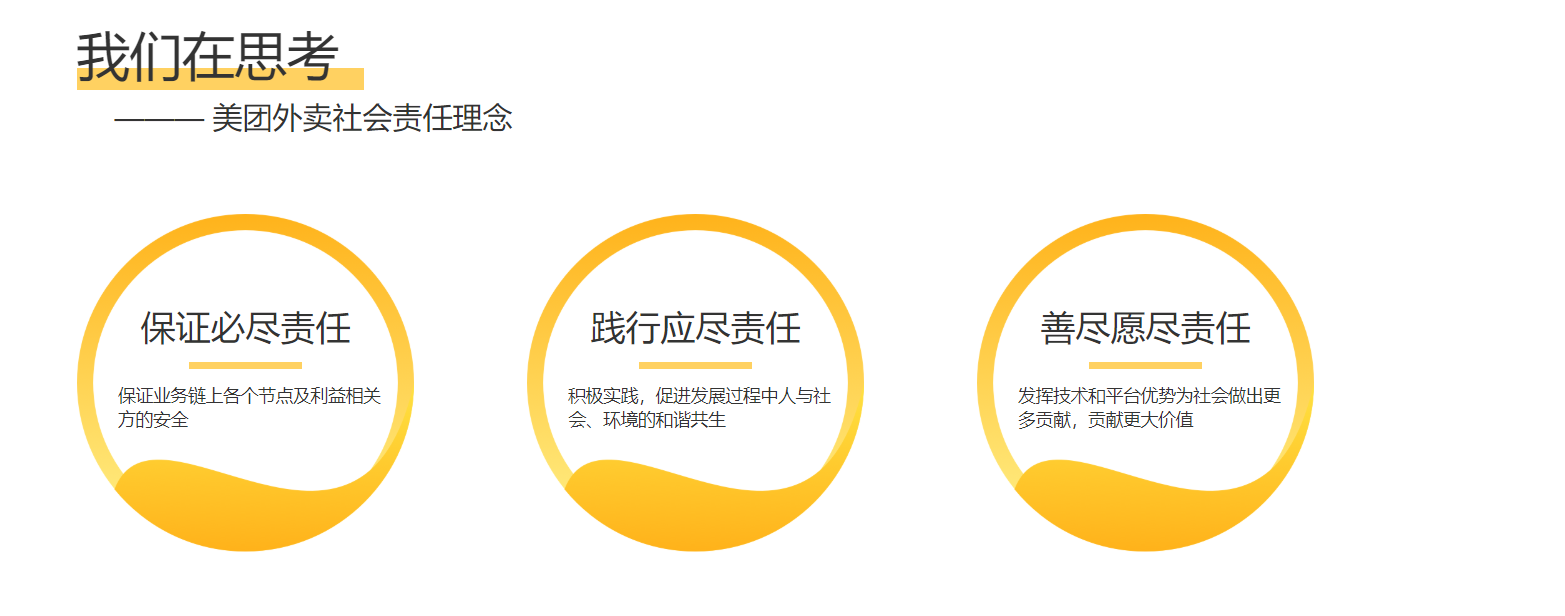 我们在思考
——— 美团外卖社会责任理念
保证必尽责任
保证业务链上各个节点及利益相关
方的安全
践行应尽责任
积极实践，促进发展过程中人与社
会、环境的和谐共生
善尽愿尽责任
发挥技术和平台优势为社会做出更
多贡献，贡献更大价值